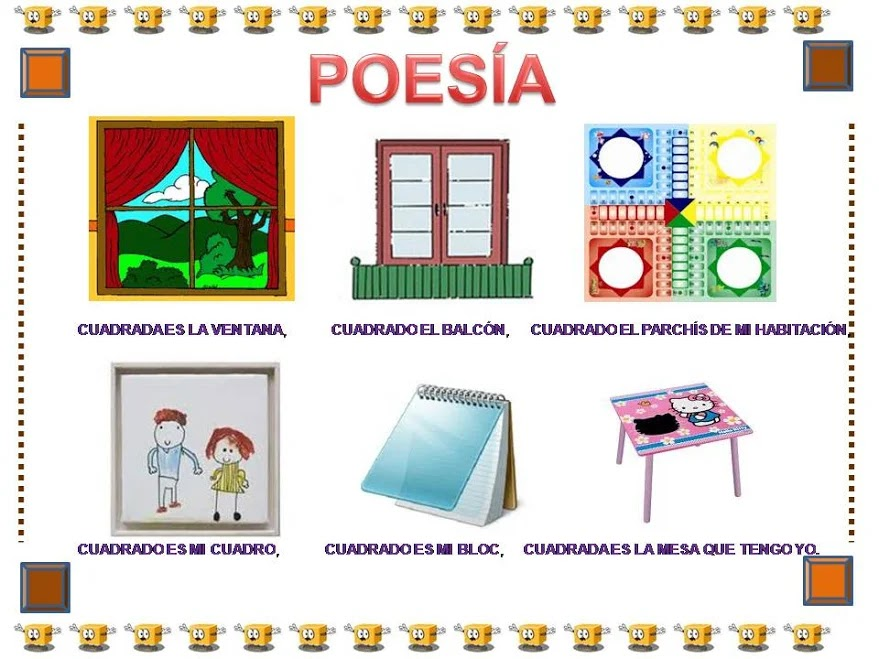 POESÍA
CUADRADA ES LA VENTANA, CUADRADO EL BALCÓN, CUADRADO EL PARCHÍS DE MI HABITACIÓN,
CUADRADO ES MI CUADRO, CUADRADO ES MI BLOC, CUADRADA ES LA MESA QUE TENGO YO.